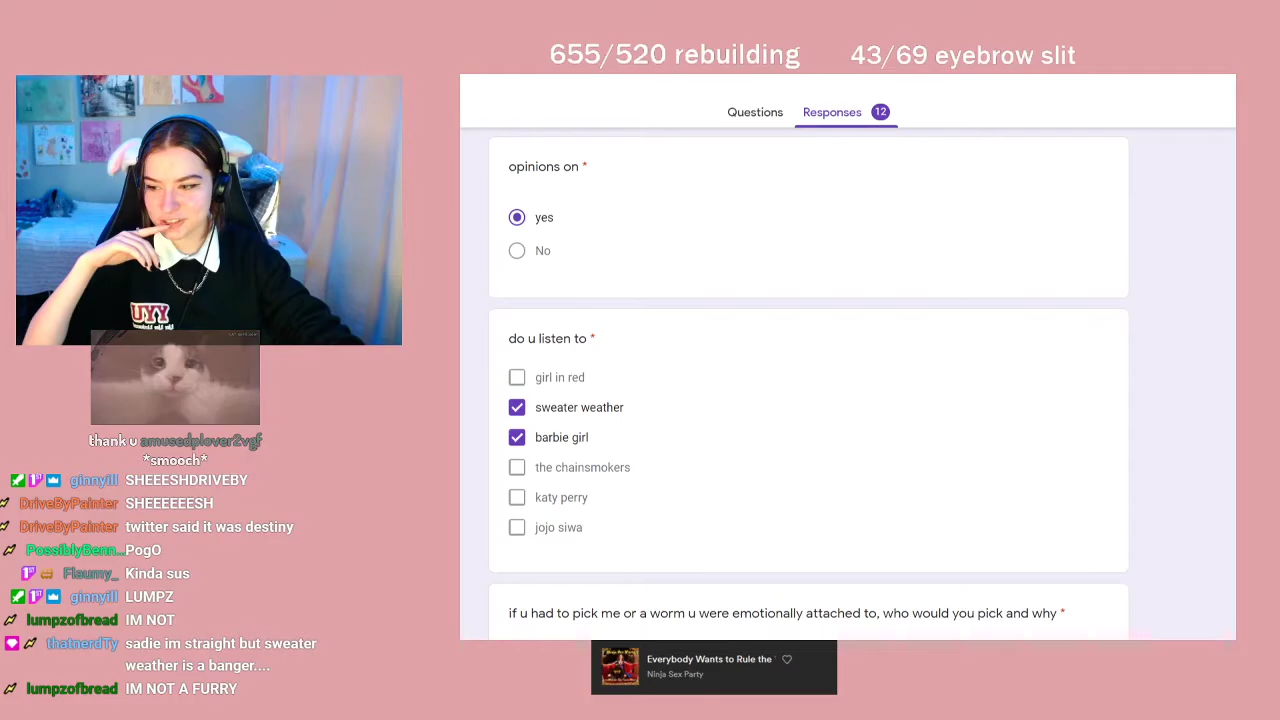 655/520 rebuilding 43/69 eyebrow slit
Questions Responses 12
opinions on *
yes
No
do u listen to *
girl in red
sweater weather
barbie girl
the chainsmokers
katy perry
jojo siwa
if u had to pick me or a worm u were emotionally attached to, who would you pick and why *
UYY
thank u amusedplover2vgf
*smooch*
ginnyill SHEEESHDRIVEBY
DriveByPainter SHEEEEEESH
DriveByPainter twitter said it was destiny
PossiblyBenn... PogO
Flaumy_ Kinda sus
ginnyill LUMPZ
lumpzofbread IM NOT
thatnerdTy sadie im straight but sweater
weather is a banger....
lumpzofbread IM NOT A FURRY
Everybody Wants to Rule the
Ninja Sex Party